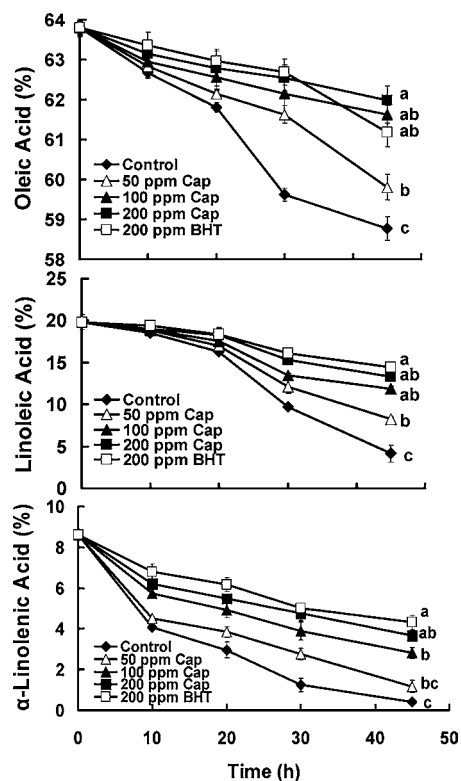 Oleic Acid (%)
64
63
62
61
60
59
58
Control
50 ppm Cap
100 ppm Cap
200 ppm Cap
200 ppm BHT
a
ab
ab
b
c
Linoleic Acid (%)
25
20
15
10
5
0
Control
50 ppm Cap
100 ppm Cap
200 ppm Cap
200 ppm BHT
a
ab
ab
b
c
α-Linolenic Acid (%)
10
8
6
4
2
0
Control
50 ppm Cap
100 ppm Cap
200 ppm Cap
200 ppm BHT
a
ab
b
bc
c
0 10 20 30 40 50
Time (h)